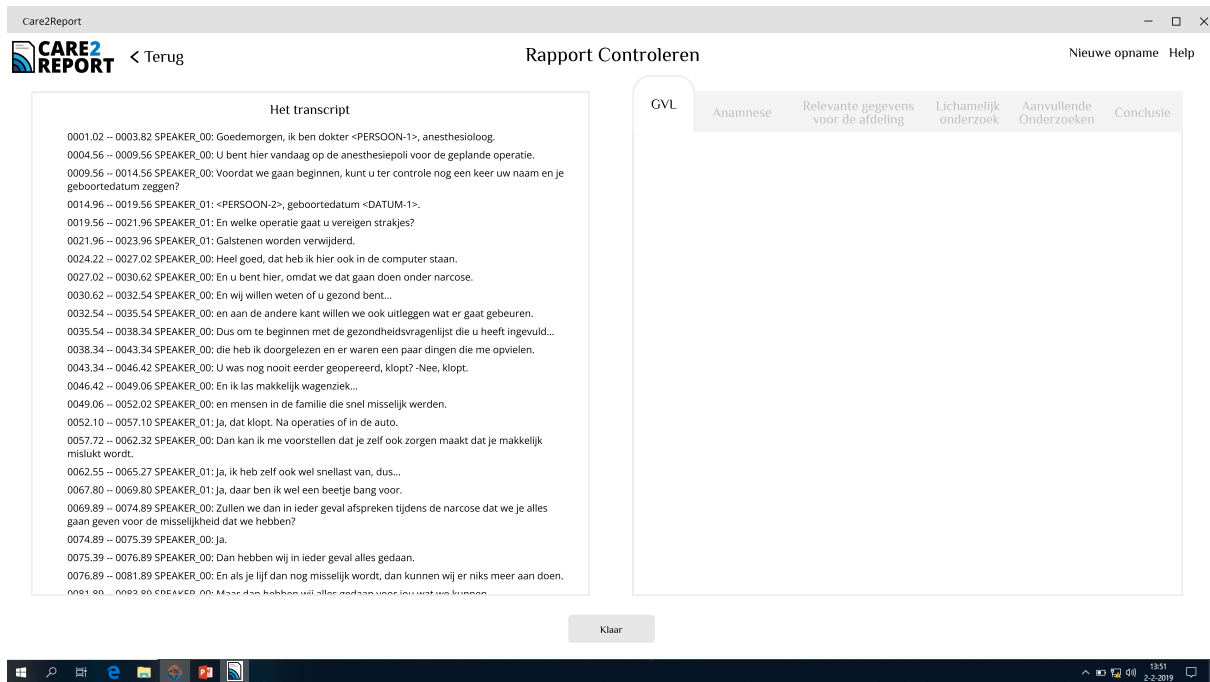 Care2Report
CARE2
REPORT
< Terug
Rapport Controleren
Nieuwe opname Help
Het transcript
0001.02 -- 0003.82 SPEAKER_00: Goedemorgen, ik ben dokter <PERSOON-1>, anesthesioloog.
0004.56 -- 0009.56 SPEAKER_00: U bent hier vandaag op de anesthesiepoli voor de geplande operatie.
0009.56 -- 0014.56 SPEAKER_00: Voordat we gaan beginnen, kunt u ter controle nog een keer uw naam en je
geboortedatum zeggen?
0014.96 -- 0019.56 SPEAKER_01: <PERSOON-2>, geboortedatum <DATUM-1>.
0019.56 -- 0021.96 SPEAKER_01: En welke operatie gaat u vereigen strakjes?
0021.96 -- 0023.96 SPEAKER_01: Galstenen worden verwijderd.
0024.22 -- 0027.02 SPEAKER_00: Heel goed, dat heb ik hier ook in de computer staan.
0027.02 -- 0030.62 SPEAKER_00: En u bent hier, omdat we dat gaan doen onder narcose.
0030.62 -- 0032.54 SPEAKER_00: En wij willen weten of u gezond bent...
0032.54 -- 0035.54 SPEAKER_00: en aan de andere kant willen we ook uitleggen wat er gaat gebeuren.
0035.54 -- 0038.34 SPEAKER_00: Dus om te beginnen met de gezondheidsvragenlijst die u heeft ingevuld...
0038.34 -- 0043.34 SPEAKER_00: die heb ik doorgelezen en er waren een paar dingen die me opvielen.
0043.34 -- 0046.42 SPEAKER_00: U was nog nooit eerder geopereerd, klopt? -Nee, klopt.
0046.42 -- 0049.06 SPEAKER_00: En ik las makkelijk wagenziek...
0049.06 -- 0052.02 SPEAKER_00: en mensen in de familie die snel misselijk werden.
0052.10 -- 0057.10 SPEAKER_01: Ja, dat klopt. Na operaties of in de auto.
0057.72 -- 0062.32 SPEAKER_00: Dan kan ik me voorstellen dat je zelf ook zorgen maakt dat je makkelijk
mislukt wordt.
0062.55 -- 0065.27 SPEAKER_01: Ja, ik heb zelf ook wel snellast van, dus...
0067.80 -- 0069.80 SPEAKER_01: Ja, daar ben ik wel een beetje bang voor.
0069.89 -- 0074.89 SPEAKER_00: Zullen we dan in ieder geval afspreken tijdens de narcose dat we je alles
gaan geven voor de misselijkheid dat we hebben?
0074.89 -- 0075.39 SPEAKER_00: Ja.
0075.39 -- 0076.89 SPEAKER_00: Dan hebben wij in ieder geval alles gedaan.
0076.89 -- 0081.89 SPEAKER_00: En als je lijf dan nog misselijk wordt, dan kunnen wij er niks meer aan doen.
0081.89 -- 0083.89 SPEAKER_00: Maar dan hebben wij alles gedaan voor jou wat we kunnen.
GVL
Anamnese
Relevante gegevens
voor de afdeling
Lichamelijk
onderzoek
Aanvullende
Onderzoeken
Conclusie
Klaar
13:51
2-2-2019